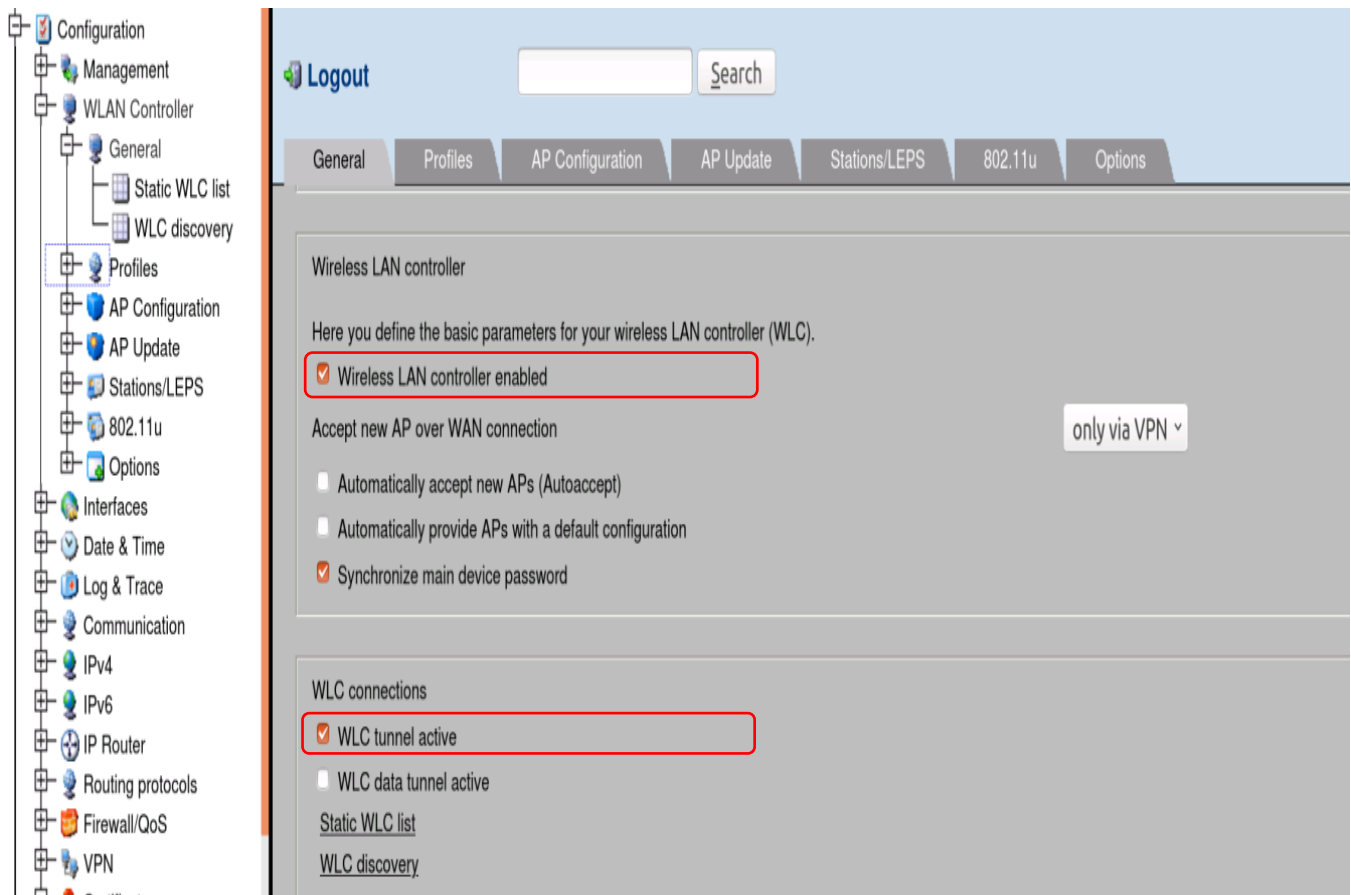 Configuration
Management
WLAN Controller
General
Static WLC list
WLC discovery
Profiles
AP Configuration
AP Update
Stations/LEPS
802.11u
Options
Interfaces
Date & Time
Log & Trace
Communication
IPv4
IPv6
IP Router
Routing protocols
Firewall/QoS
VPN
Logout
Search
General Profiles AP Configuration AP Update Stations/LEPS 802.11u Options
Wireless LAN controller
Here you define the basic parameters for your wireless LAN controller (WLC).
Wireless LAN controller enabled
Accept new AP over WAN connection only via VPN
Automatically accept new APs (Autoaccept)
Automatically provide APs with a default configuration
Synchronize main device password
WLC connections
WLC tunnel active
WLC data tunnel active
Static WLC list
WLC discovery